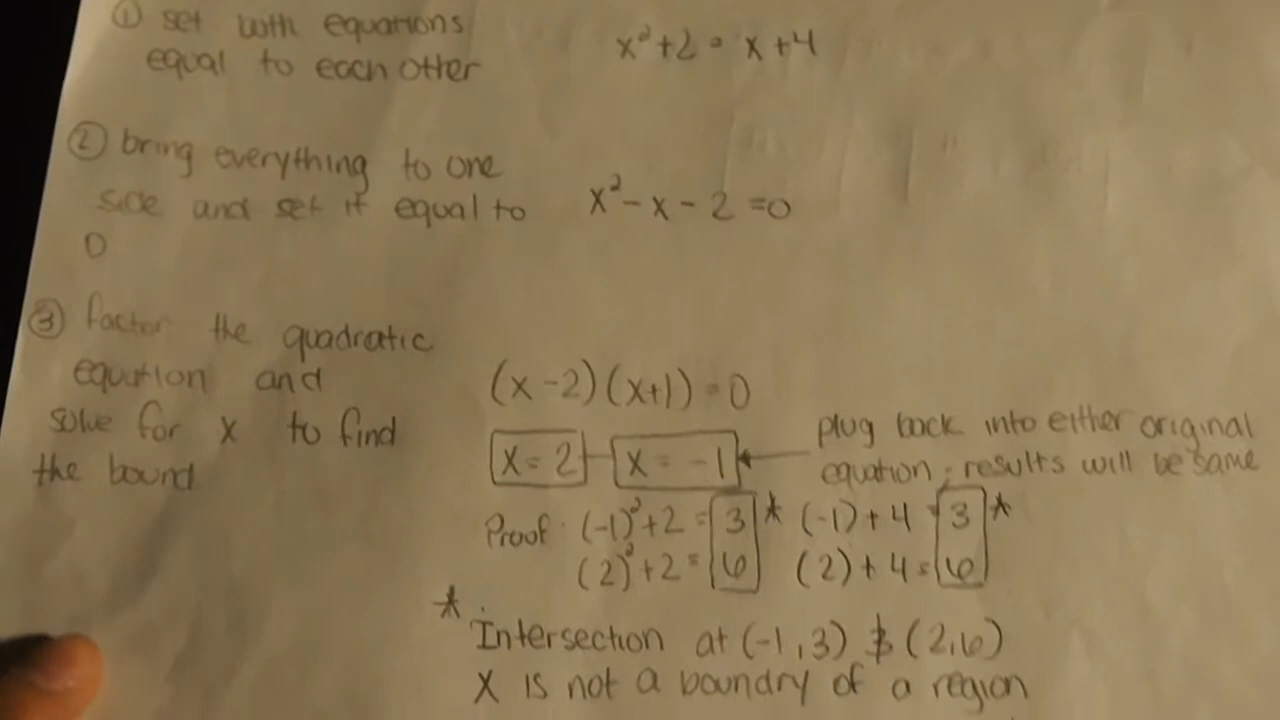 ① set both equations
equal to each other
x²+2 = x+4
② bring everything to one
side and set it equal to
0
x²-x-2=0
③ factor the quadratic
equation and
solve for x to find
the bound
(x-2)(x+1)=0
x=2 x=-1
plug back into either original
equation; results will be same
Proof: (-1)²+2=3* (-1)+4=3*
(2)²+2=6 (2)+4=6
*
Intersection at (-1,3) & (2,6)
X is not a boundry of a region